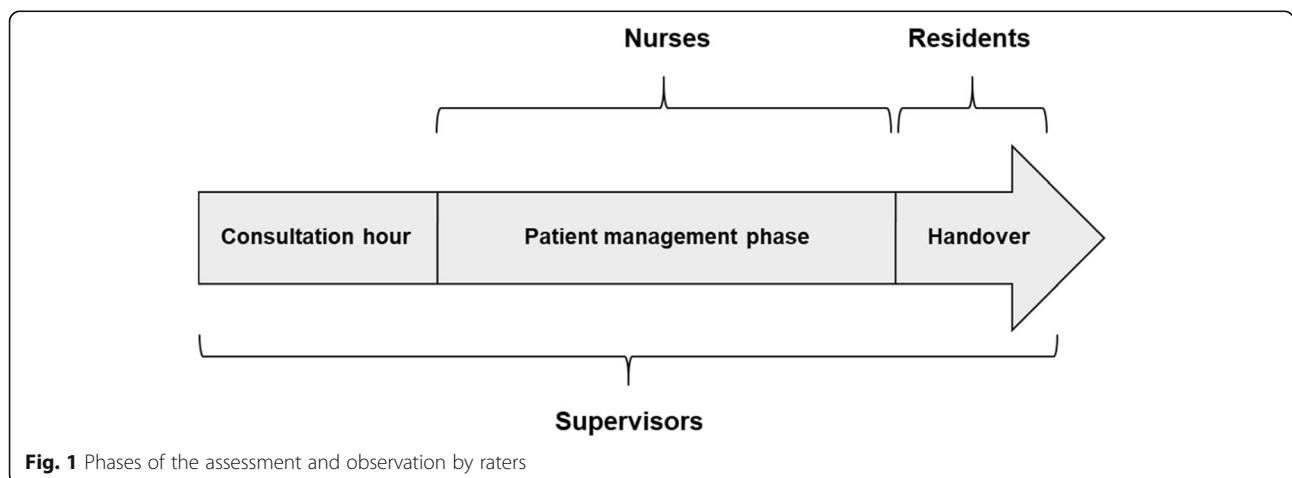 Nurses Residents
Consultation hour Patient management phase Handover
Supervisors
Fig. 1 Phases of the assessment and observation by raters